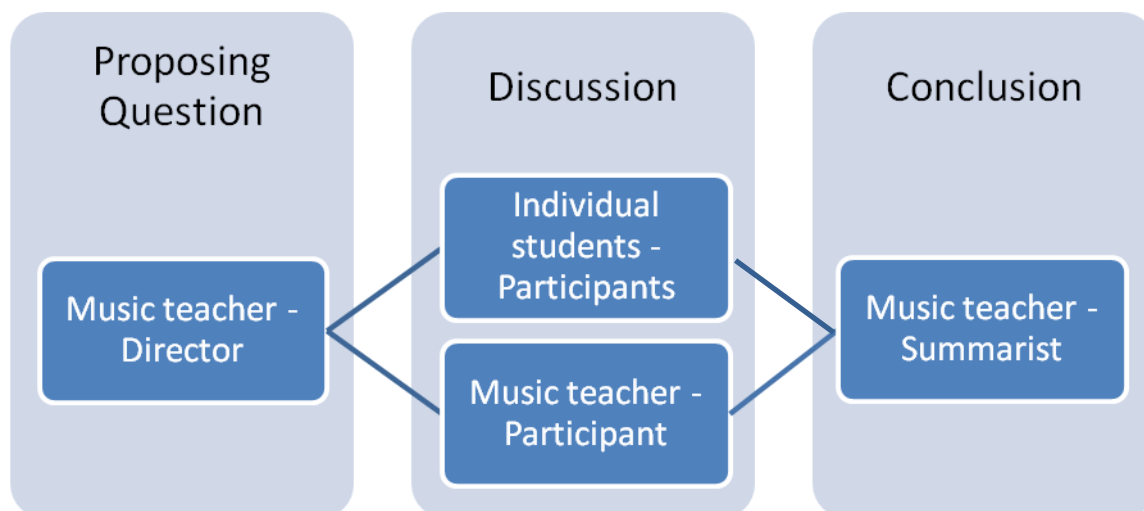 Proposing
Question
Music teacher -
Director
Discussion
Individual
students -
Participants
Music teacher -
Participant
Conclusion
Music teacher -
Summarist